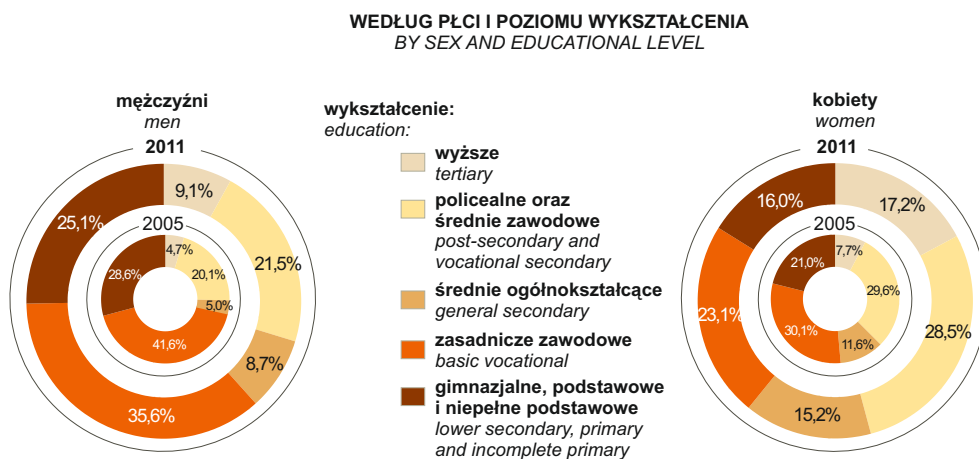 WEDŁUG PŁCI I POZIOMU WYKSZTAŁCENIA
BY SEX AND EDUCATIONAL LEVEL
mężczyźni
men
2011
9,1%
21,5%
8,7%
35,6%
25,1%
2005
4,7%
20,1%
5,0%
41,6%
28,6%
wykształcenie:
education:
wyższe
tertiary
policealne oraz
średnie zawodowe
post-secondary and
vocational secondary
średnie ogólnokształcące
general secondary
zasadnicze zawodowe
basic vocational
gimnazjalne, podstawowe
i niepełne podstawowe
lower secondary, primary
and incomplete primary
kobiety
women
2011
17,2%
28,5%
15,2%
23,1%
16,0%
2005
7,7%
29,6%
11,6%
30,1%
21,0%